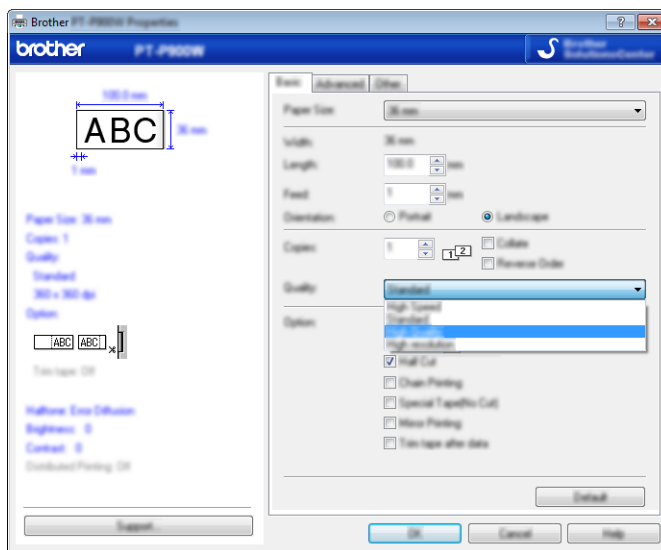 Brother PT-P900W Properties
brother PT-P900W Brother
SolutionsCenter
Basic Advanced Other
100.0 mm
ABC
36 mm
1 mm
Paper Size: 36 mm
Copies: 1
Quality:
Standard
360 x 360 dpi
Option:
ABC ABC
Trim tape: Off
Halftone: Error Diffusion
Brightness: 0
Contrast: 0
Distributed Printing: Off
Support...
Paper Size: 36 mm
Width: 36 mm
Length: 100.0 mm
Feed: 1 mm
Orientation: Portrait Landscape
Copies: 1 1 2 Collate
Reverse Order
Quality: Standard
High Speed
Standard
High Quality
High resolution
Option:
Half Cut
Chain Printing
Special Tape(No Cut)
Mirror Printing
Trim tape after data
Default
OK Cancel Help